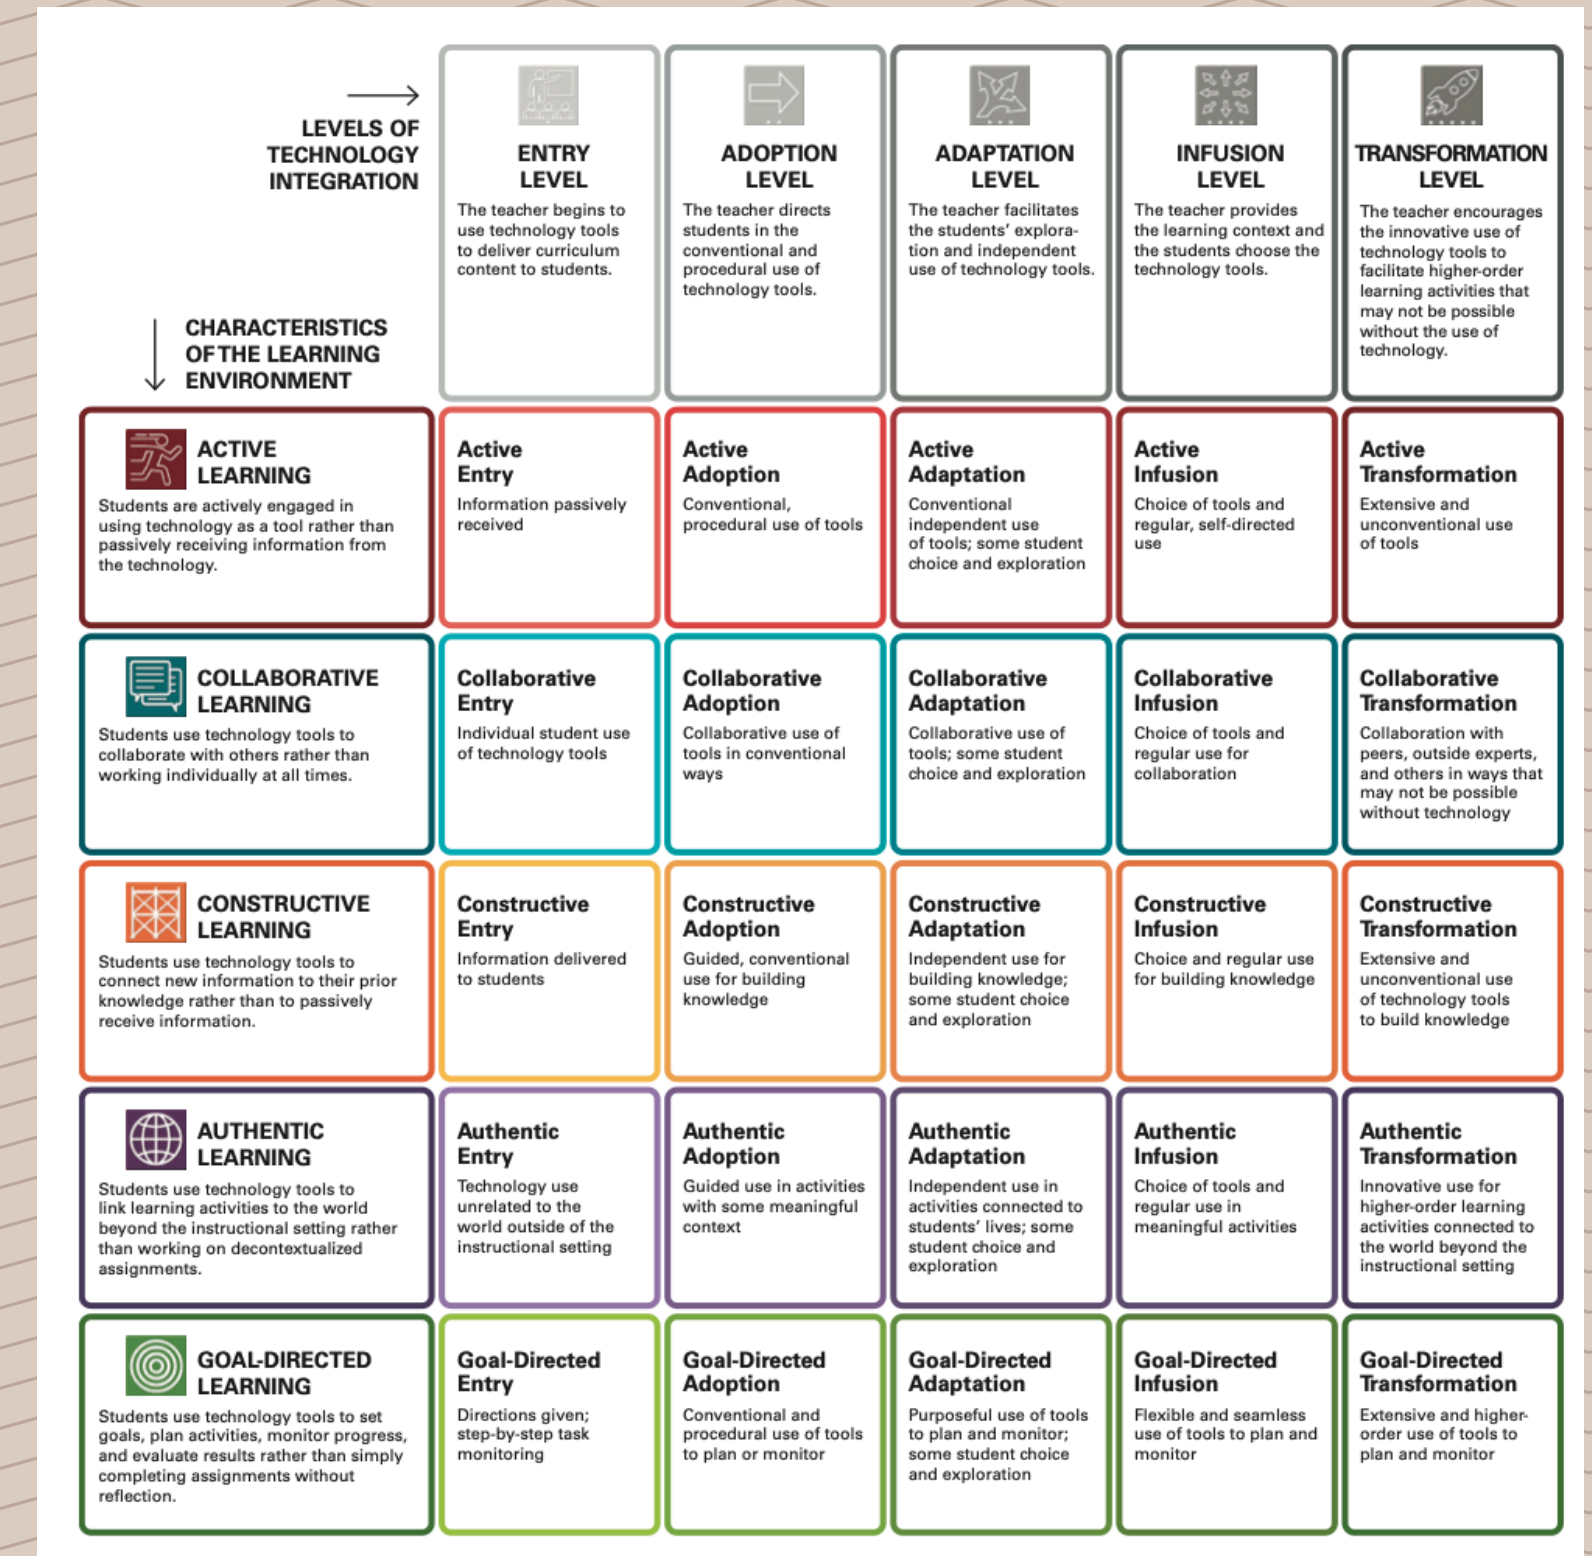 LEVELS OF
TECHNOLOGY
INTEGRATION
CHARACTERISTICS
OF THE LEARNING
ENVIRONMENT
ENTRY
LEVEL
The teacher begins to
use technology tools
to deliver curriculum
content to students.
ADOPTION
LEVEL
The teacher directs
students in the
conventional and
procedural use of
technology tools.
ADAPTATION
LEVEL
The teacher facilitates
the students’ explora-
tion and independent
use of technology tools.
INFUSION
LEVEL
The teacher provides
the learning context and
the students choose the
technology tools.
TRANSFORMATION
LEVEL
The teacher encourages
the innovative use of
technology tools to
facilitate higher-order
learning activities that
may not be possible
without the use of
technology.
ACTIVE
LEARNING
Students are actively engaged in
using technology as a tool rather than
passively receiving information from
the technology.
Active
Entry
Information passively
received
Active
Adoption
Conventional,
procedural use of tools
Active
Adaptation
Conventional
independent use
of tools; some student
choice and exploration
Active
Infusion
Choice of tools and
regular, self-directed
use
Active
Transformation
Extensive and
unconventional use
of tools
COLLABORATIVE
LEARNING
Students use technology tools to
collaborate with others rather than
working individually at all times.
Collaborative
Entry
Individual student use
of technology tools
Collaborative
Adoption
Collaborative use of
tools in conventional
ways
Collaborative
Adaptation
Collaborative use of
tools; some student
choice and exploration
Collaborative
Infusion
Choice of tools and
regular use for
collaboration
Collaborative
Transformation
Collaboration with
peers, outside experts,
and others in ways that
may not be possible
without technology
CONSTRUCTIVE
LEARNING
Students use technology tools to
connect new information to their prior
knowledge rather than to passively
receive information.
Constructive
Entry
Information delivered
to students
Constructive
Adoption
Guided, conventional
use for building
knowledge
Constructive
Adaptation
Independent use for
building knowledge;
some student choice
and exploration
Constructive
Infusion
Choice and regular use
for building knowledge
Constructive
Transformation
Extensive and
unconventional use
of technology tools
to build knowledge
AUTHENTIC
LEARNING
Students use technology tools to
link learning activities to the world
beyond the instructional setting rather
than working on decontextualized
assignments.
Authentic
Entry
Technology use
unrelated to the
world outside of the
instructional setting
Authentic
Adoption
Guided use in activities
with some meaningful
context
Authentic
Adaptation
Independent use in
activities connected to
students’ lives; some
student choice and
exploration
Authentic
Infusion
Choice of tools and
regular use in
meaningful activities
Authentic
Transformation
Innovative use for
higher-order learning
activities connected to
the world beyond the
instructional setting
GOAL-DIRECTED
LEARNING
Students use technology tools to set
goals, plan activities, monitor progress,
and evaluate results rather than simply
completing assignments without
reflection.
Goal-Directed
Entry
Directions given;
step-by-step task
monitoring
Goal-Directed
Adoption
Conventional and
procedural use of tools
to plan or monitor
Goal-Directed
Adaptation
Purposeful use of tools
to plan and monitor;
some student choice
and exploration
Goal-Directed
Infusion
Flexible and seamless
use of tools to plan and
monitor
Goal-Directed
Transformation
Extensive and higher-
order use of tools to
plan and monitor